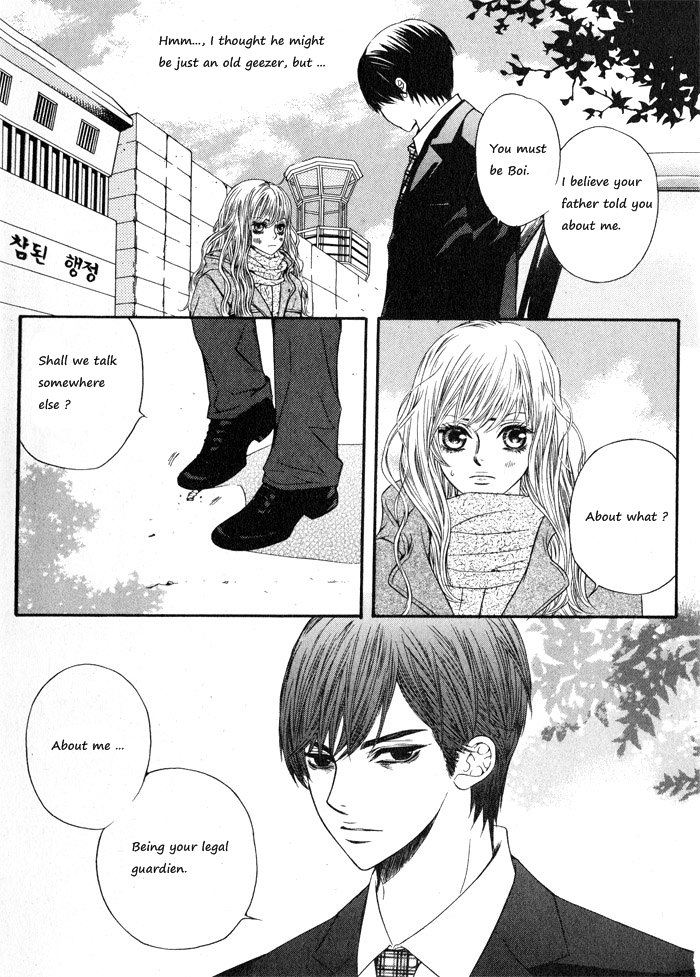 Hmm..., I thought he might
be just an old geezer, but ...
You must
be Boi.
I believe your
father told you
about me.
참된 행정
Shall we talk
somewhere
else ?
About what ?
About me ...
Being your legal
guardien.